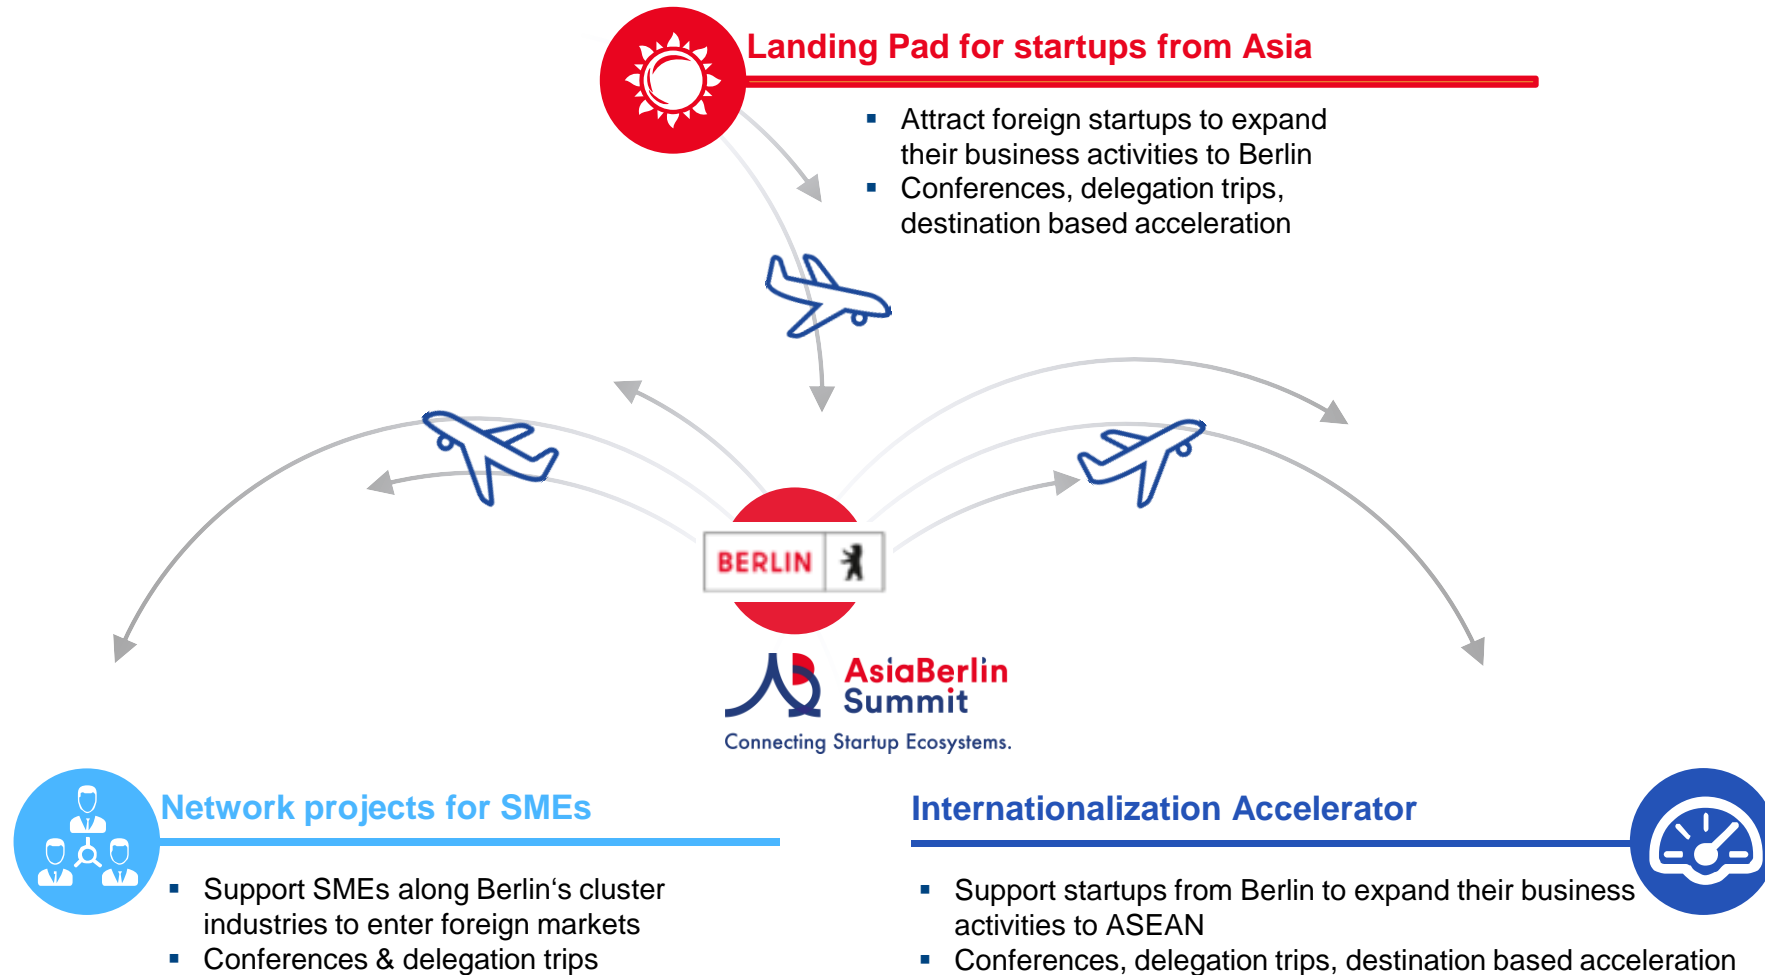 Landing Pad for startups from Asia
▪ Attract foreign startups to expand
their business activities to Berlin
▪ Conferences, delegation trips,
destination based acceleration
BERLIN
AsiaBerlin
Summit
Connecting Startup Ecosystems.
Network projects for SMEs
▪ Support SMEs along Berlin‘s cluster
industries to enter foreign markets
▪ Conferences & delegation trips
Internationalization Accelerator
▪ Support startups from Berlin to expand their business
activities to ASEAN
▪ Conferences, delegation trips, destination based acceleration